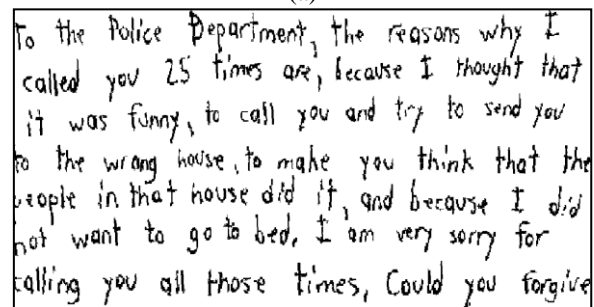 To the Police Department, the reasons why I
called you 25 times are, because I thought that
it was funny, to call you and try to send you
to the wrong house, to make you think that the
people in that house did it, and because I did
not want to go to bed. I am very sorry for
calling you all those times, Could you forgive